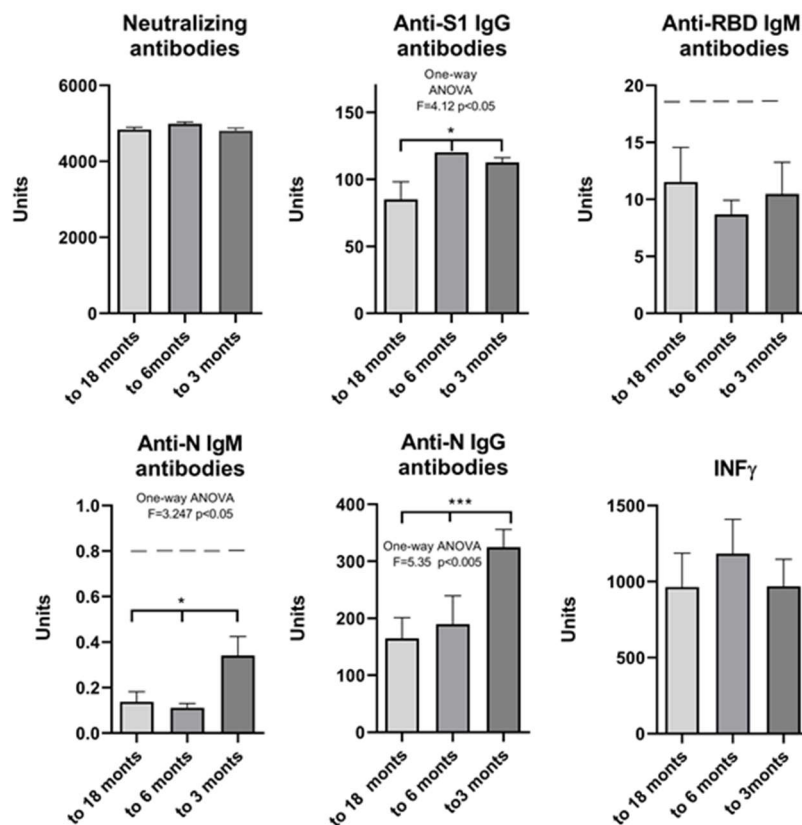 Neutralizing
antibodies
6000
4000
2000
0
Units
to 18 monts
to 6monts
to 3 monts
Anti-S1 IgG
antibodies
One-way
ANOVA
F=4.12 p<0.05
*
150
100
50
0
Units
to 18 monts
to 6 monts
to 3 monts
Anti-RBD IgM
antibodies
20
15
10
5
0
Units
to 18 monts
to 6 monts
to 3 monts
Anti-N IgM
antibodies
One-way ANOVA
F=3.247 p<0.05
*
1.0
0.8
0.6
0.4
0.2
0.0
Units
to 18 monts
to 6 monts
to 3 monts
Anti-N IgG
antibodies
***
One-way ANOVA
F=5.35 p<0.005
400
300
200
100
0
Units
to 18 monts
to 6 monts
to3 monts
INFγ
1500
1000
500
0
Units
to 18 monts
to 6 monts
to 3monts